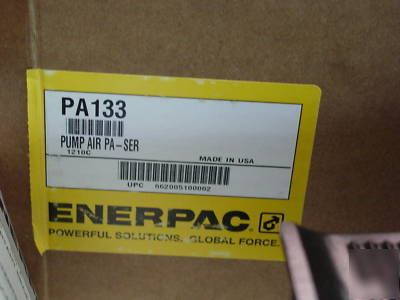 PA133
PUMP AIR PA-SER
1210C
MADE IN USA
UPC 662005100002
ENERPAC
POWERFUL SOLUTIONS. GLOBAL FORCE.